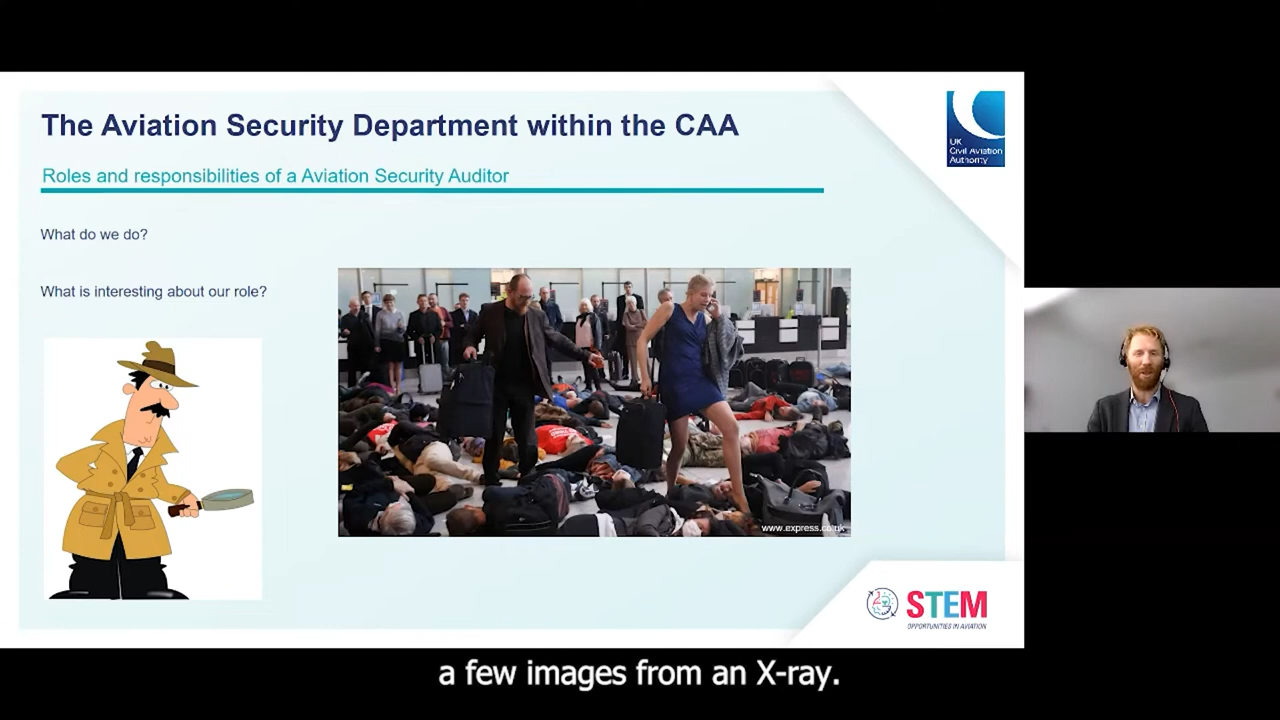 The Aviation Security Department within the CAA
Roles and responsibilities of a Aviation Security Auditor
UK
Civil Aviation
Authority
What do we do?
What is interesting about our role?
www.express.co.uk
STEM
OPPORTUNITIES IN AVIATION
a few images from an X-ray.